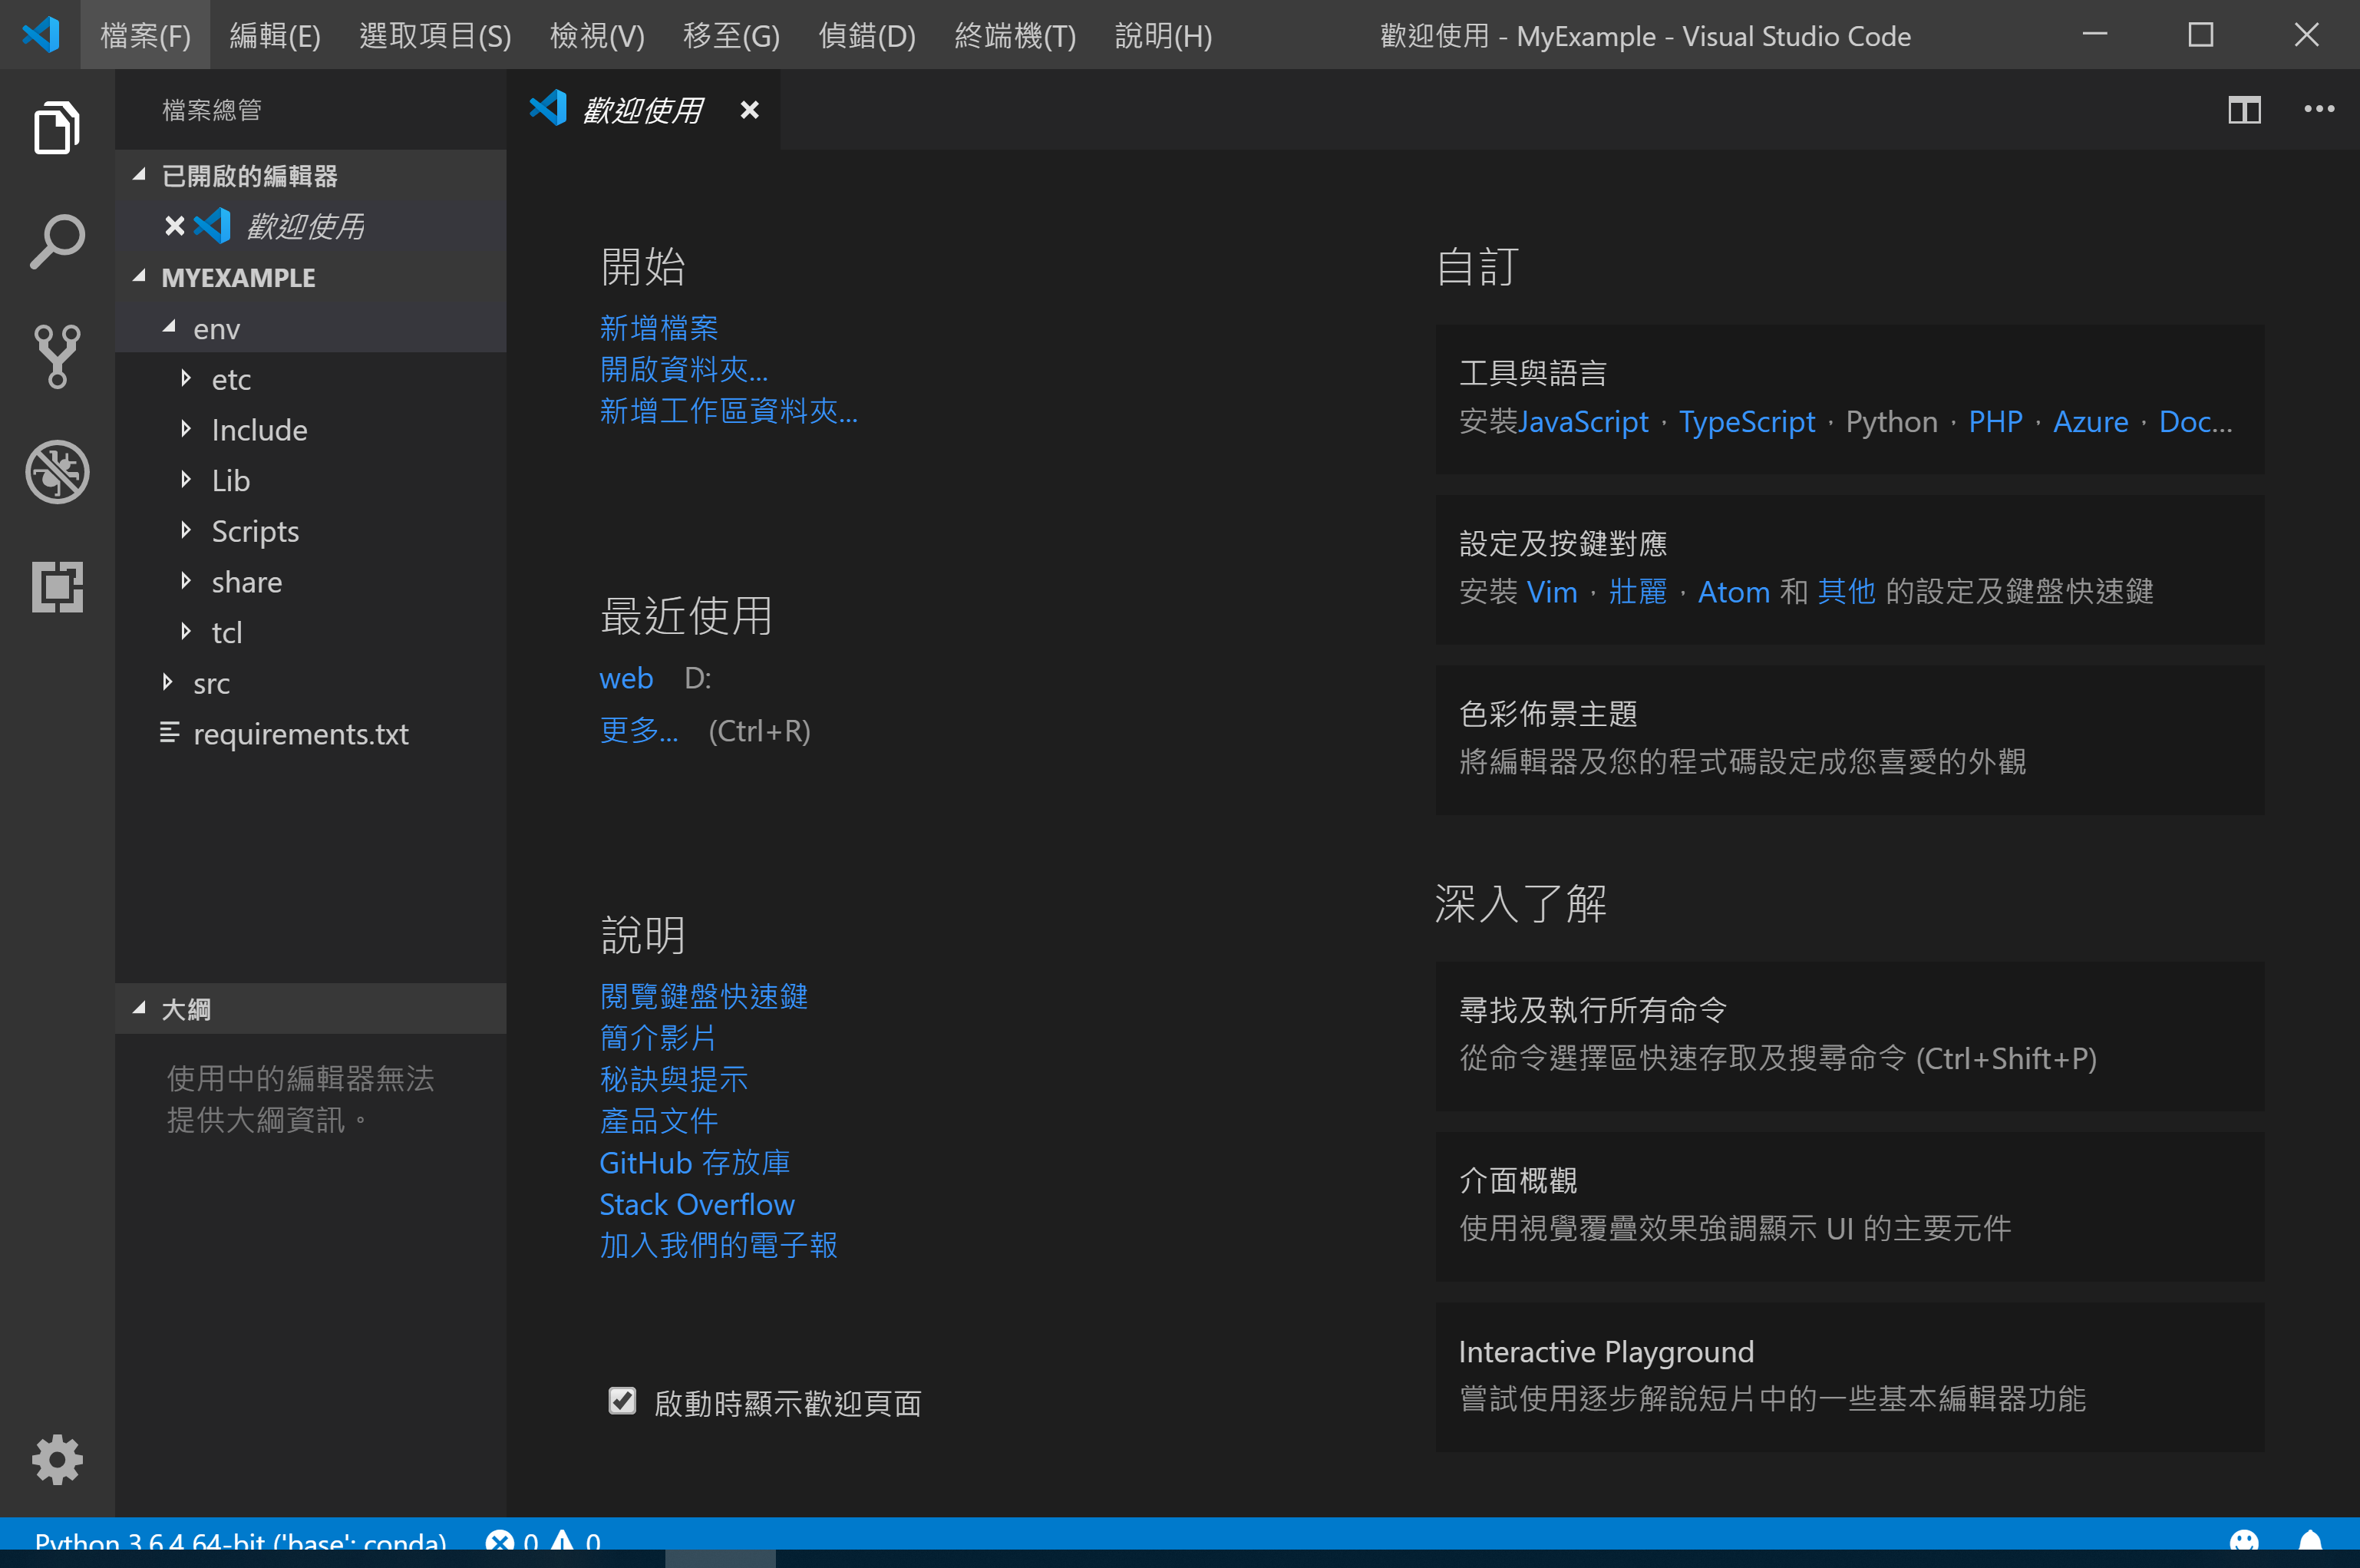 檔案(F) 編輯(E) 選取項目(S) 檢視(V) 移至(G) 偵錯(D) 終端機(T) 說明(H) 歡迎使用 - MyExample - Visual Studio Code
檔案總管
已開啟的編輯器
歡迎使用
MYEXAMPLE
env
etc
Include
Lib
Scripts
share
tcl
src
requirements.txt
大綱
使用中的編輯器無法
提供大綱資訊。
歡迎使用
開始
新增檔案
開啟資料夾...
新增工作區資料夾...
最近使用
web D:
更多... (Ctrl+R)
說明
閱覽鍵盤快速鍵
簡介影片
秘訣與提示
產品文件
GitHub 存放庫
Stack Overflow
加入我們的電子報
啟動時顯示歡迎頁面
自訂
工具與語言
安裝JavaScript，TypeScript，Python，PHP，Azure，Doc...
設定及按鍵對應
安裝 Vim，壯麗，Atom 和 其他 的設定及鍵盤快速鍵
色彩佈景主題
將編輯器及您的程式碼設定成您喜愛的外觀
深入了解
尋找及執行所有命令
從命令選擇區快速存取及搜尋命令 (Ctrl+Shift+P)
介面概觀
使用視覺覆疊效果強調顯示 UI 的主要元件
Interactive Playground
嘗試使用逐步解說短片中的一些基本編輯器功能
Python 3.6.4 64-bit ('base': conda) 0 0